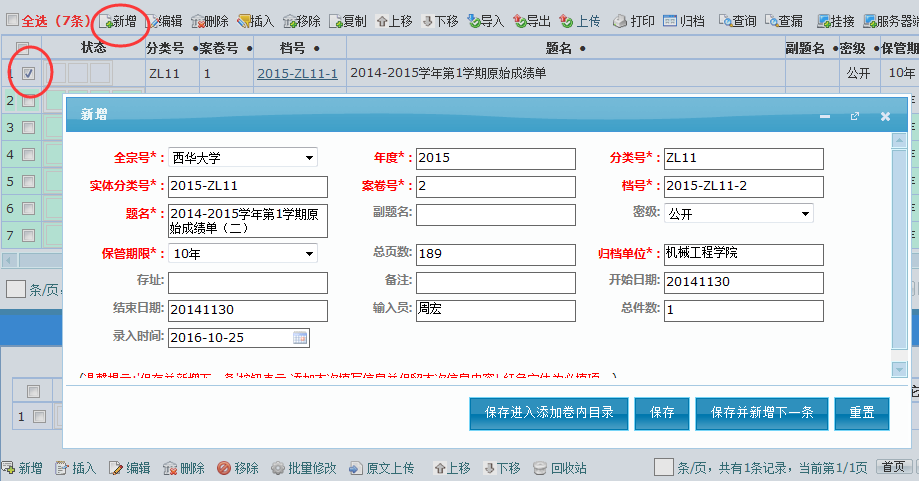 全选（7条） 新增 编辑 删除 插入 移除 复制 上移 下移 导入 导出 上传 打印 归档 查询 查漏 挂接 服务器端
状态 分类号 案卷号 档号 题名 副题名 密级 保管期限
1 ZL11 1 2015-ZL11-1 2014-2015学年第1学期原始成绩单 公开 10年
2
3
4
5
6
7
新增
全宗号*： 西华大学 年度*： 2015 分类号*： ZL11
实体分类号*： 2015-ZL11 案卷号*： 2 档号*： 2015-ZL11-2
题名*： 2014-2015学年第1学期原 副题名: 密级: 公开
始成绩单（二）
保管期限*： 10年 总页数: 189 归档单位*： 机械工程学院
存址: 备注: 开始日期: 20141130
结束日期: 20141130 输入员: 周宏 总件数: 1
录入时间: 2016-10-25
条/页，
保存进入添加卷内目录 保存 保存并新增下一条 重置
1
新增 插入 编辑 删除 移除 批量修改 原文上传 上移 下移 回收站 条/页，共有1条记录，当前第1/1页 首页